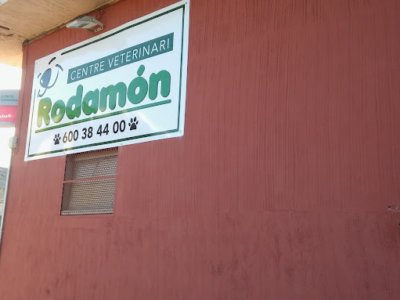 CENTRE VETERINARI
Rodamón
600 38 44 00